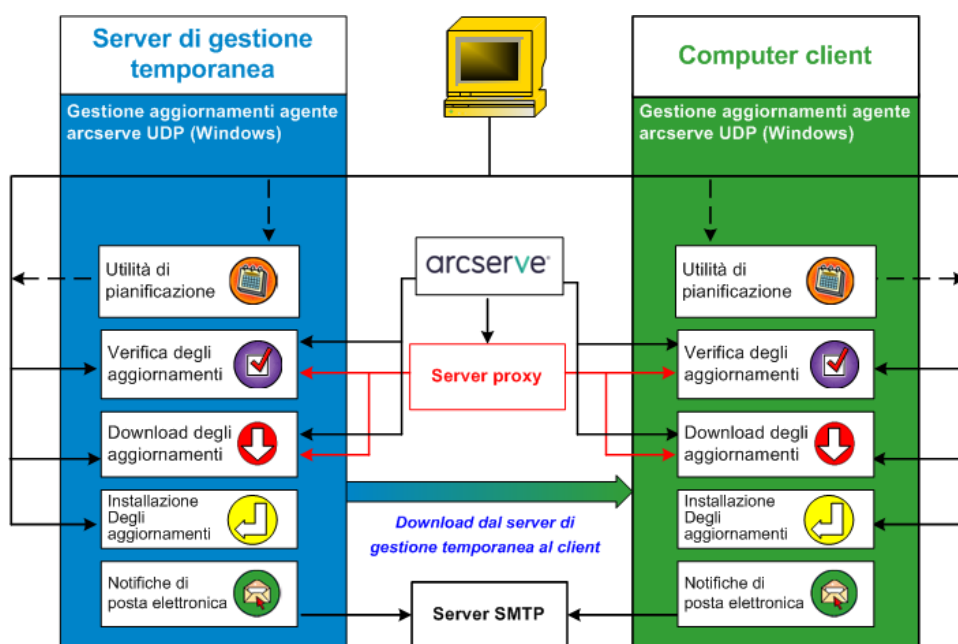 Server di gestione
temporanea
Gestione aggiornamenti agente
arcserve UDP (Windows)
Utilità di
pianificazione
Verifica degli
aggiornamenti
Download degli
aggiornamenti
Installazione
Degli
aggiornamenti
Notifiche di
posta elettronica
arcserve®
Server proxy
Download dal server di
gestione temporanea al client
Server SMTP
Computer client
Gestione aggiornamenti agente
arcserve UDP (Windows)
Utilità di
pianificazione
Verifica degli
aggiornamenti
Download degli
aggiornamenti
Installazione
Degli
aggiornamenti
Notifiche di
posta elettronica